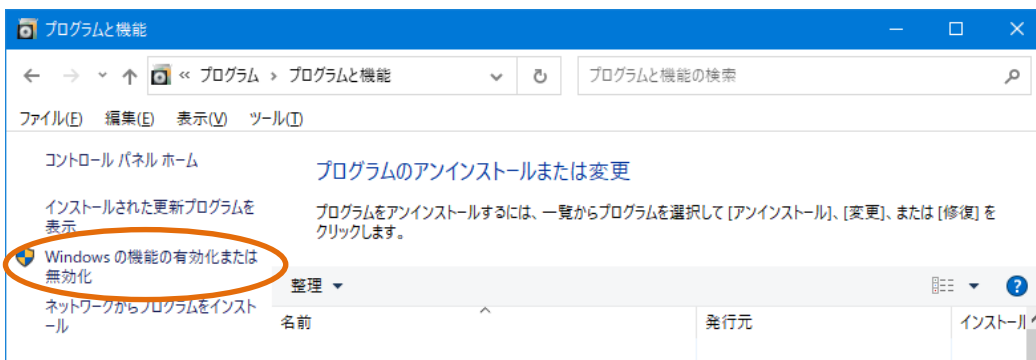 プログラムと機能
« プログラム › プログラムと機能
プログラムと機能の検索
ファイル(F) 編集(E) 表示(V) ツール(T)
コントロール パネル ホーム
インストールされた更新プログラムを
表示
Windows の機能の有効化または
無効化
ネットワークからプログラムをインスト
ール
プログラムのアンインストールまたは変更
プログラムをアンインストールするには、一覧からプログラムを選択して [アンインストール]、[変更]、または [修復] を
クリックします。
整理
名前 発行元 インストール